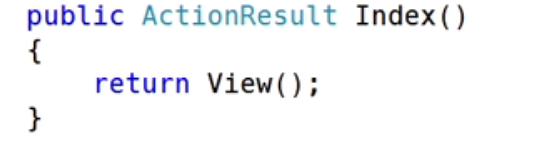 public ActionResult Index()
{
    return View();
}